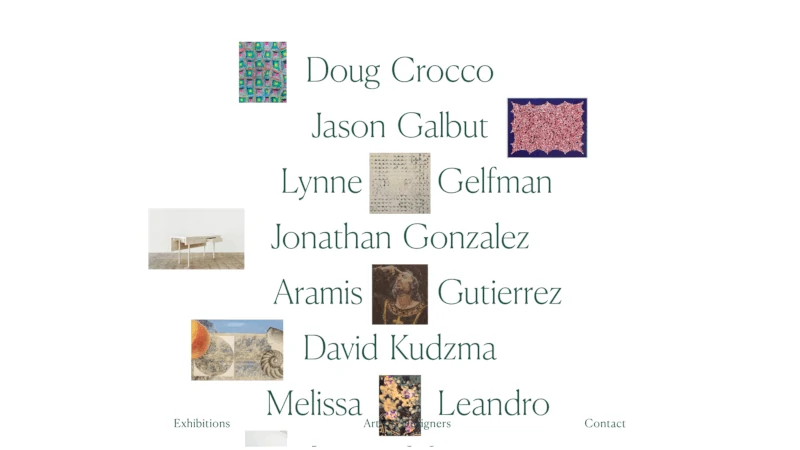 Doug Crocco
Jason Galbut
Lynne Gelfman
Jonathan Gonzalez
Aramis Gutierrez
David Kudzma
Melissa Leandro
Exhibitions
Contact